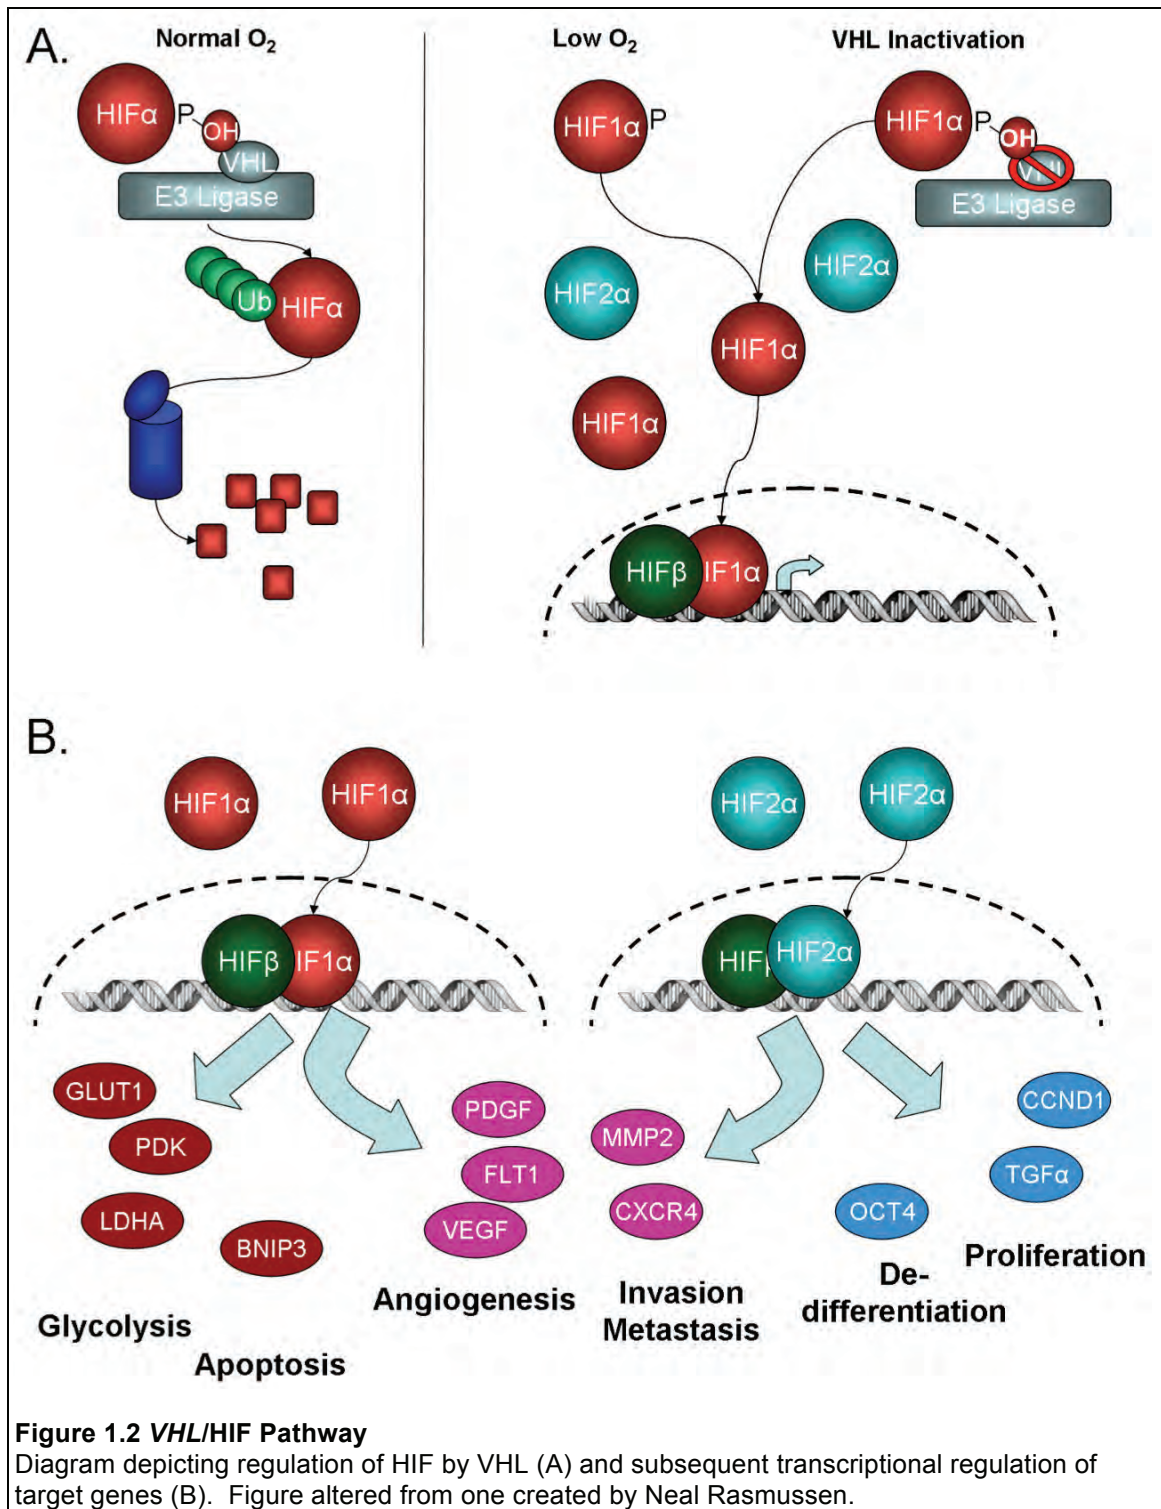 A.
Normal O₂
Low O₂
VHL Inactivation
HIFα
P
OH
VHL
E3 Ligase
Ub
HIFα
HIF1α
P
HIF1α
P
OH
E3 Ligase
HIF2α
HIF2α
HIF1α
HIF1α
HIFβ
IF1α
B.
HIF1α
HIF1α
HIF2α
HIF2α
HIFβ
IF1α
HIF
HIF2α
GLUT1
PDK
LDHA
BNIP3
PDGF
FLT1
VEGF
MMP2
CXCR4
CCND1
TGFα
OCT4
Glycolysis
Apoptosis
Angiogenesis
Invasion
Metastasis
De-
differentiation
Proliferation
Figure 1.2 VHL/HIF Pathway
Diagram depicting regulation of HIF by VHL (A) and subsequent transcriptional regulation of
target genes (B).  Figure altered from one created by Neal Rasmussen.